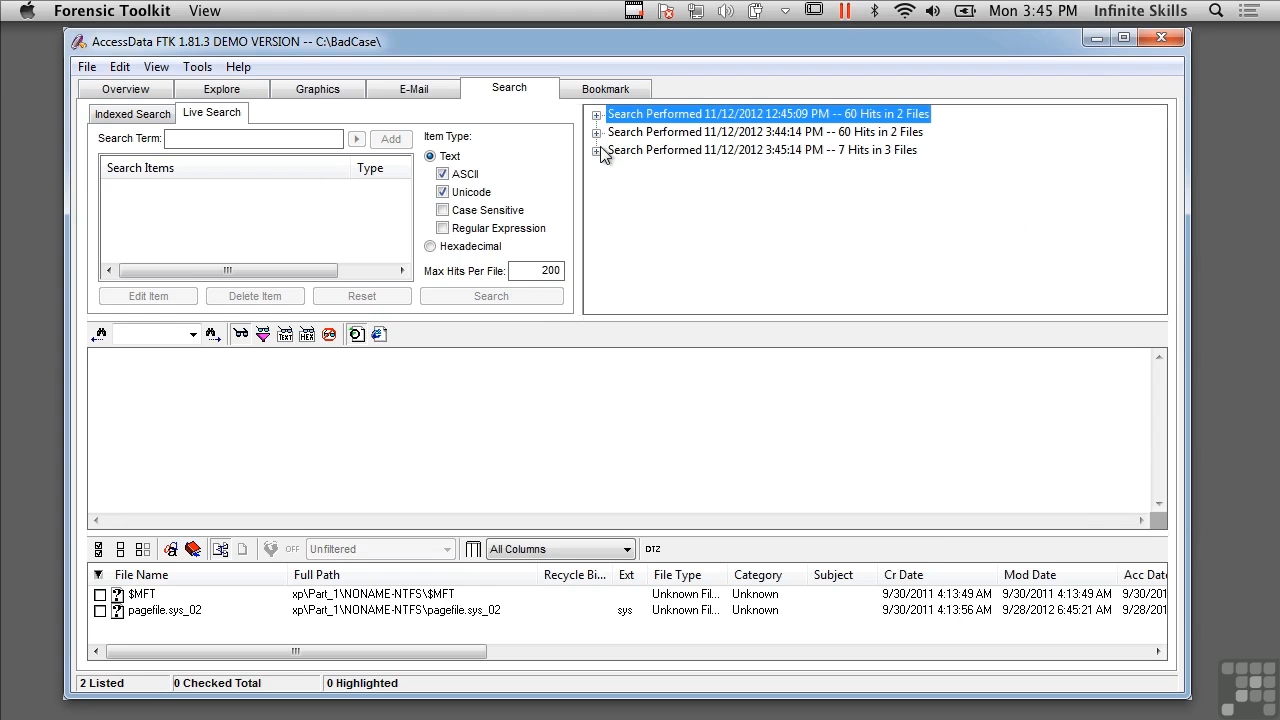 Forensic Toolkit View Mon 3:45 PM Infinite Skills
AccessData FTK 1.81.3 DEMO VERSION -- C:\BadCase\
File Edit View Tools Help
Overview Explore Graphics E-Mail Search Bookmark
Indexed Search Live Search
Search Term: Add
Item Type:
Text
ASCII
Unicode
Case Sensitive
Regular Expression
Hexadecimal
Max Hits Per File: 200
Search Items Type
Edit Item Delete Item Reset Search
Search Performed 11/12/2012 12:45:09 PM -- 60 Hits in 2 Files
Search Performed 11/12/2012 3:44:14 PM -- 60 Hits in 2 Files
Search Performed 11/12/2012 3:45:14 PM -- 7 Hits in 3 Files
TEXT HEX
OFF Unfiltered All Columns DTZ
File Name Full Path Recycle Bi... Ext File Type Category Subject Cr Date Mod Date Acc Date
$MFT xp\Part_1\NONAME-NTFS\$MFT Unknown Fil... Unknown 9/30/2011 4:13:49 AM 9/30/2011 4:13:49 AM 9/30/201
pagefile.sys_02 xp\Part_1\NONAME-NTFS\pagefile.sys_02 sys Unknown Fil... Unknown 9/30/2011 4:13:56 AM 9/28/2012 6:45:21 AM 9/28/201
2 Listed 0 Checked Total 0 Highlighted